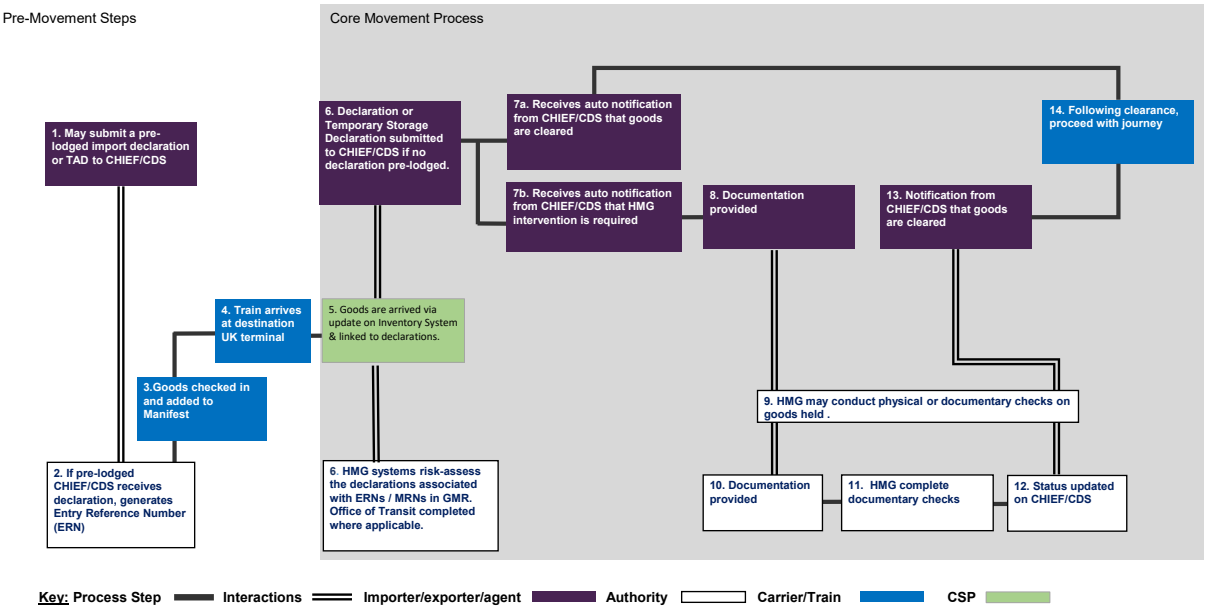 Pre-Movement Steps
Core Movement Process
1. May submit a pre-
lodged import declaration
or TAD to CHIEF/CDS
6. Declaration or
Temporary Storage
Declaration submitted
to CHIEF/CDS if no
declaration pre-lodged.
7a. Receives auto notification
from CHIEF/CDS that goods
are cleared
14. Following clearance,
proceed with journey
7b. Receives auto notification
from CHIEF/CDS that HMG
intervention is required
8. Documentation
provided
13. Notification from
CHIEF/CDS that goods
are cleared
4. Train arrives
at destination
UK terminal
5. Goods are arrived via
update on Inventory System
& linked to declarations.
3.Goods checked in
and added to
Manifest
9. HMG may conduct physical or documentary checks on
goods held .
2. If pre-lodged
CHIEF/CDS receives
declaration, generates
Entry Reference Number
(ERN)
6. HMG systems risk-assess
the declarations associated
with ERNs / MRNs in GMR.
Office of Transit completed
where applicable.
10. Documentation
provided
11. HMG complete
documentary checks
12. Status updated
on CHIEF/CDS
Key: Process Step Interactions Importer/exporter/agent Authority Carrier/Train CSP